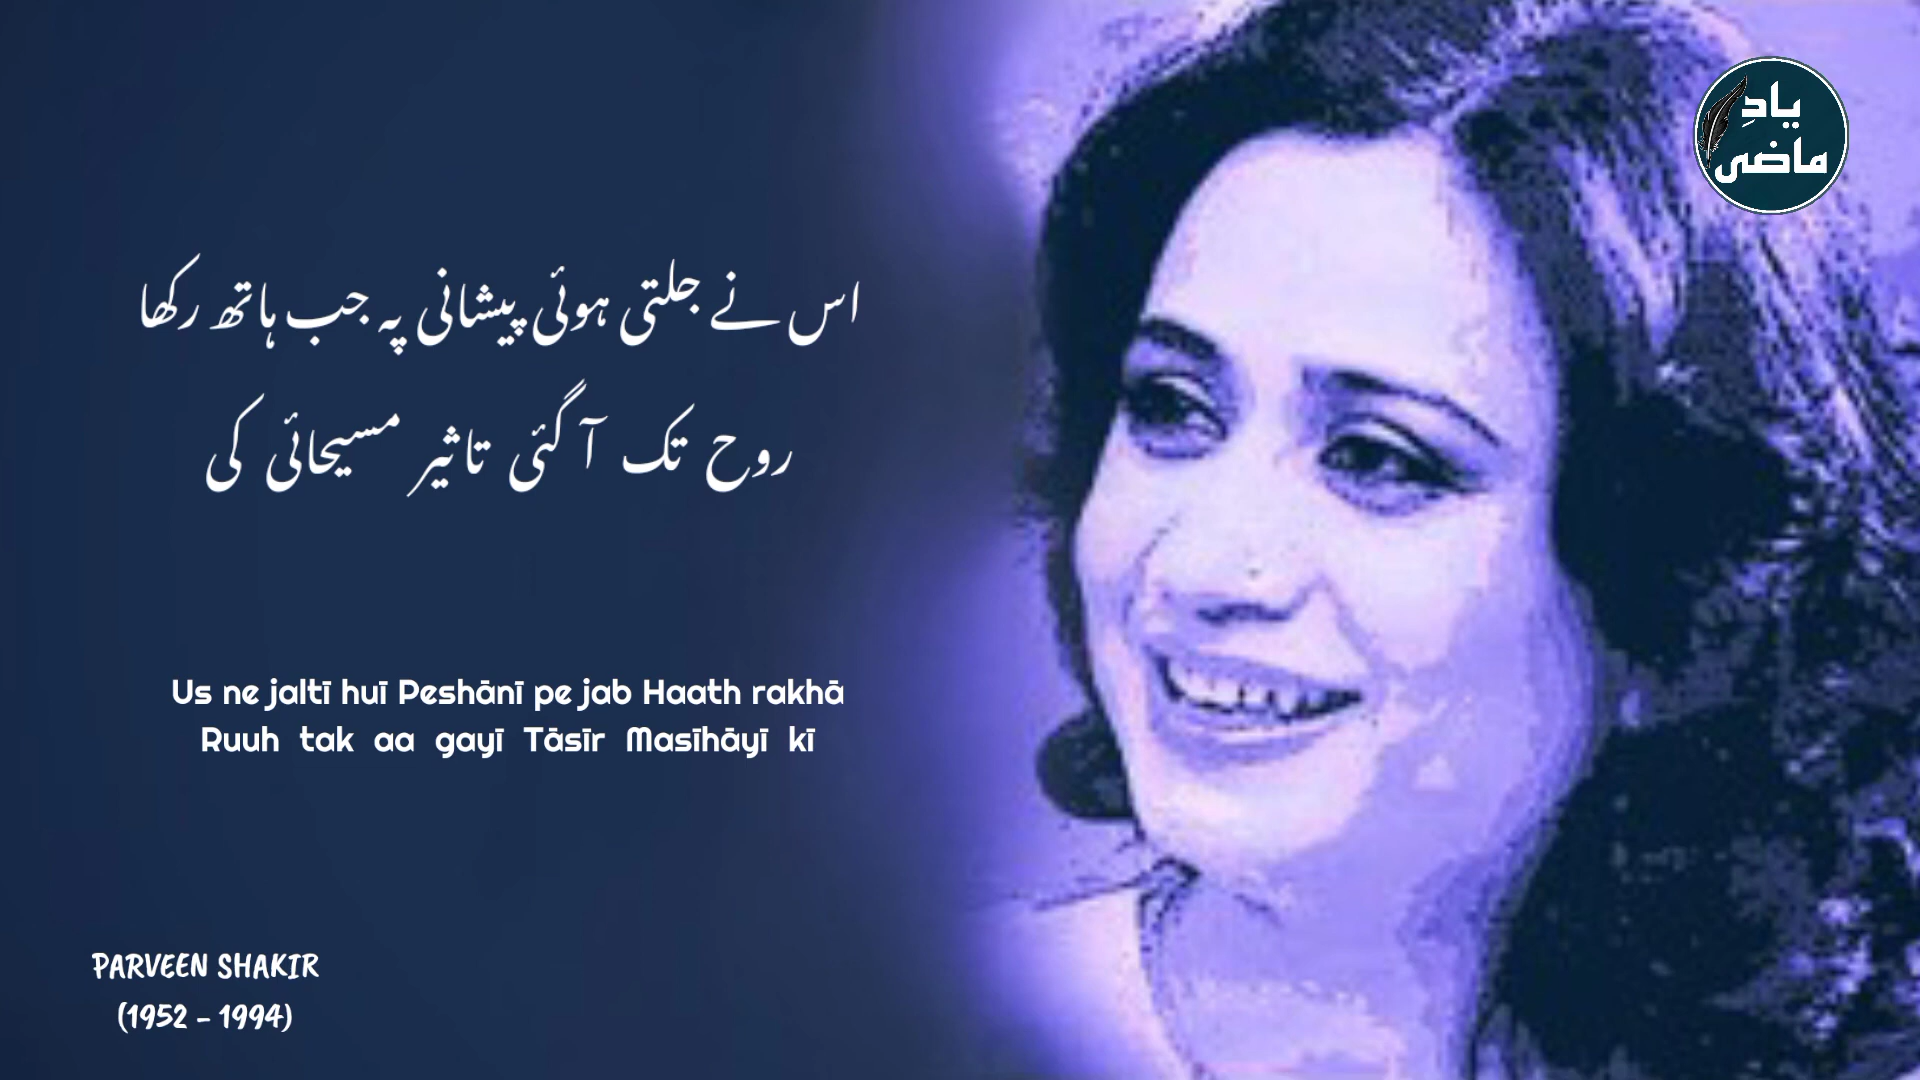 یادِ
ماضی
اس نے جلتی ہوئی پیشانی پہ جب ہاتھ رکھا
روح تک آ گئی تاثیر مسیحائی کی
Us ne jaltī huī Peshānī pe jab Haath rakhā
Ruuh tak aa gayī Tāsīr Masīhāyī kī
PARVEEN SHAKIR
(1952 - 1994)